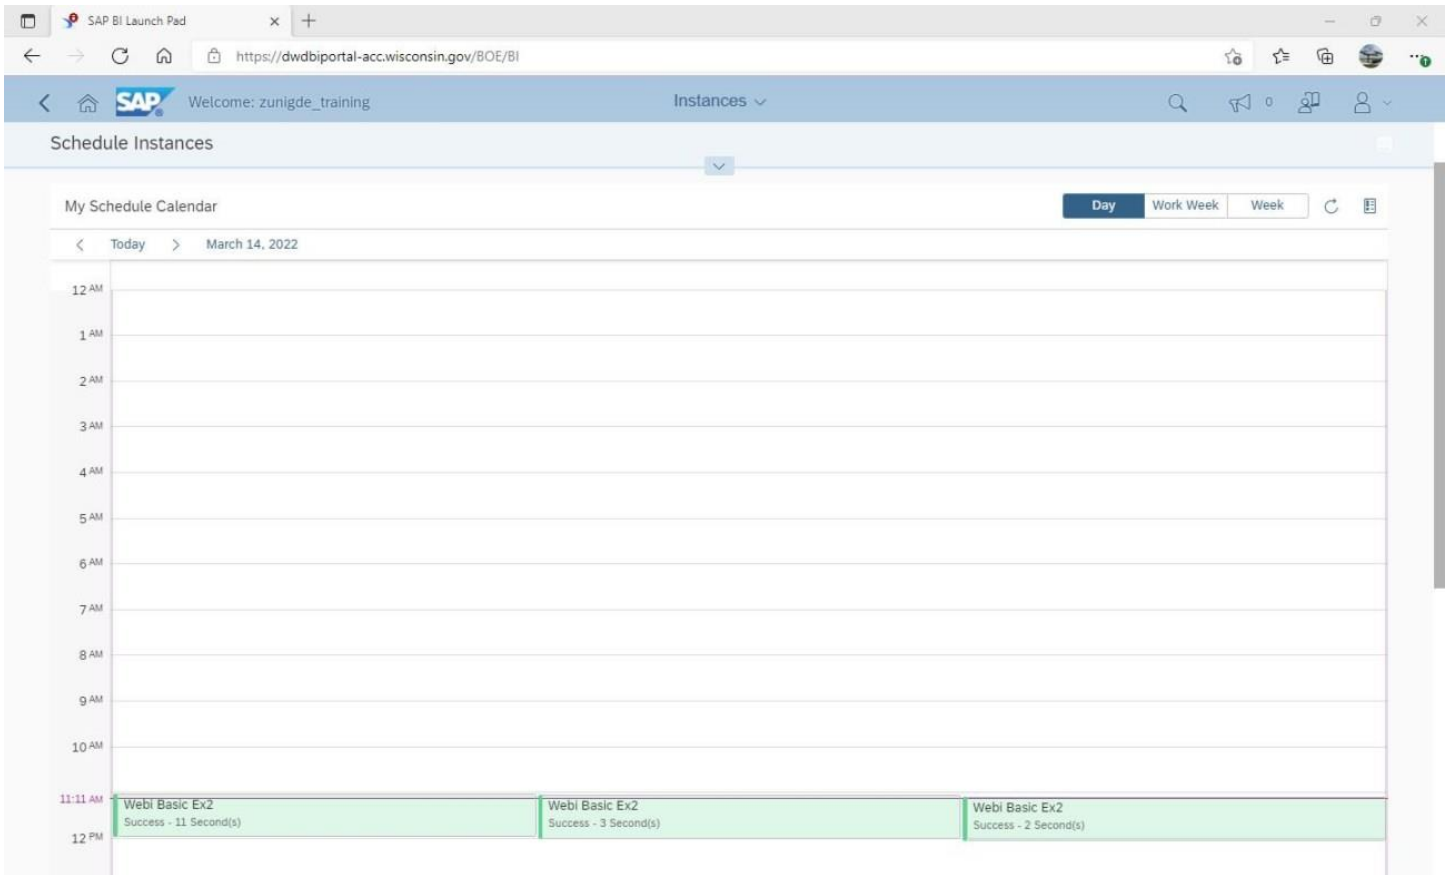 SAP BI Launch Pad
https://dwdbiportal-acc.wisconsin.gov/BOE/BI
SAP Welcome: zunigde_training Instances 0
Schedule Instances
My Schedule Calendar Day Work Week Week
Today March 14, 2022
12 AM
1 AM
2 AM
3 AM
4 AM
5 AM
6 AM
7 AM
8 AM
9 AM
10 AM
11:11 AM
Webi Basic Ex2 Webi Basic Ex2 Webi Basic Ex2
Success - 11 Second(s) Success - 3 Second(s) Success - 2 Second(s)
12 PM